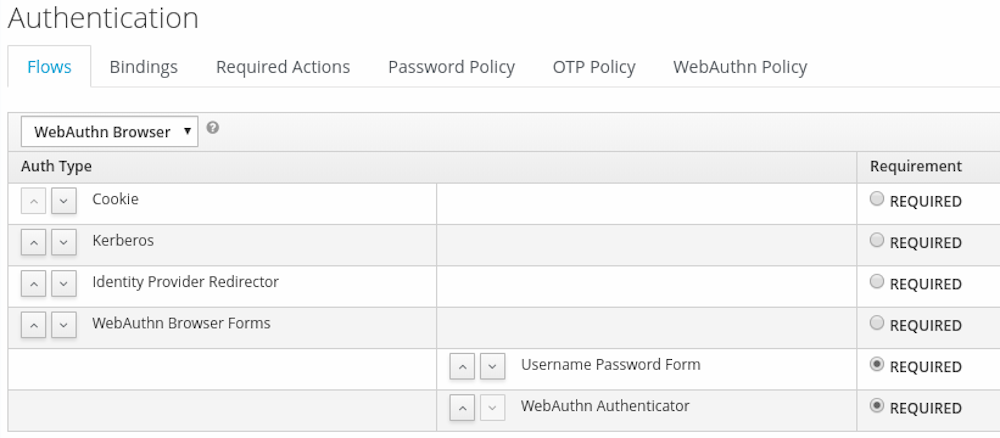 Authentication
Flows Bindings Required Actions Password Policy OTP Policy WebAuthn Policy
WebAuthn Browser
Auth Type Requirement
Cookie REQUIRED
Kerberos REQUIRED
Identity Provider Redirector REQUIRED
WebAuthn Browser Forms REQUIRED
Username Password Form REQUIRED
WebAuthn Authenticator REQUIRED